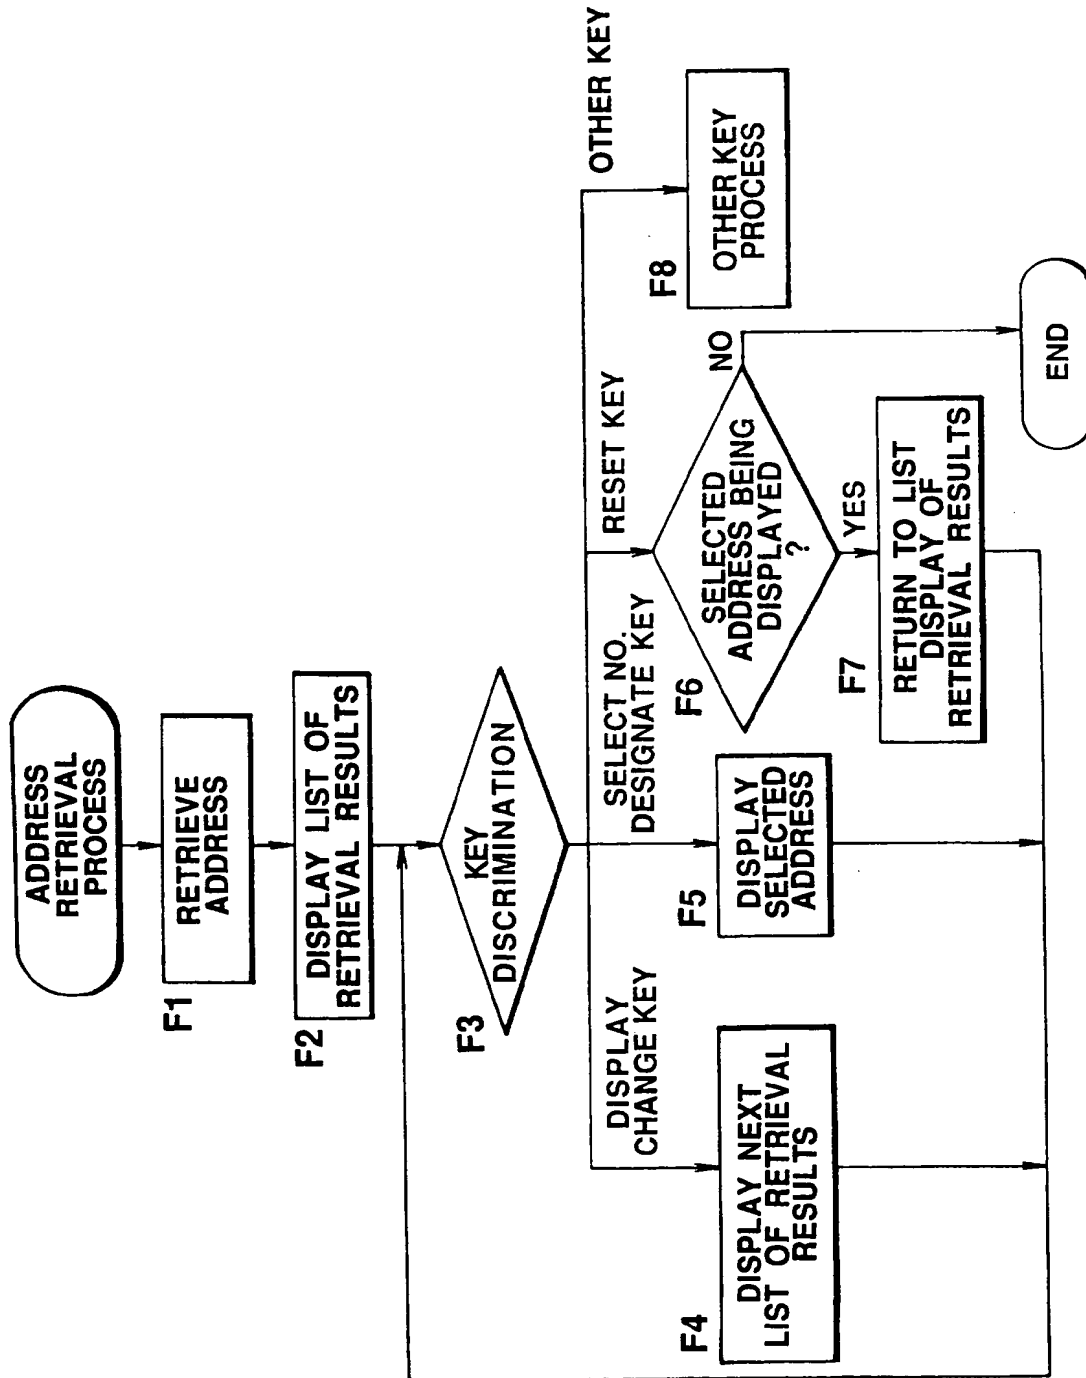 ADDRESS
RETRIEVAL
PROCESS
F1
RETRIEVE
ADDRESS
F2
DISPLAY LIST OF
RETRIEVAL RESULTS
F3
KEY
DISCRIMINATION
DISPLAY
CHANGE KEY
SELECT NO.
DESIGNATE KEY
RESET KEY
OTHER KEY
F4
DISPLAY NEXT
LIST OF RETRIEVAL
RESULTS
F5
DISPLAY
SELECTED
ADDRESS
F6
SELECTED
ADDRESS BEING
DISPLAYED
?
NO
YES
F7
RETURN TO LIST
DISPLAY OF
RETRIEVAL RESULTS
F8
OTHER KEY
PROCESS
END